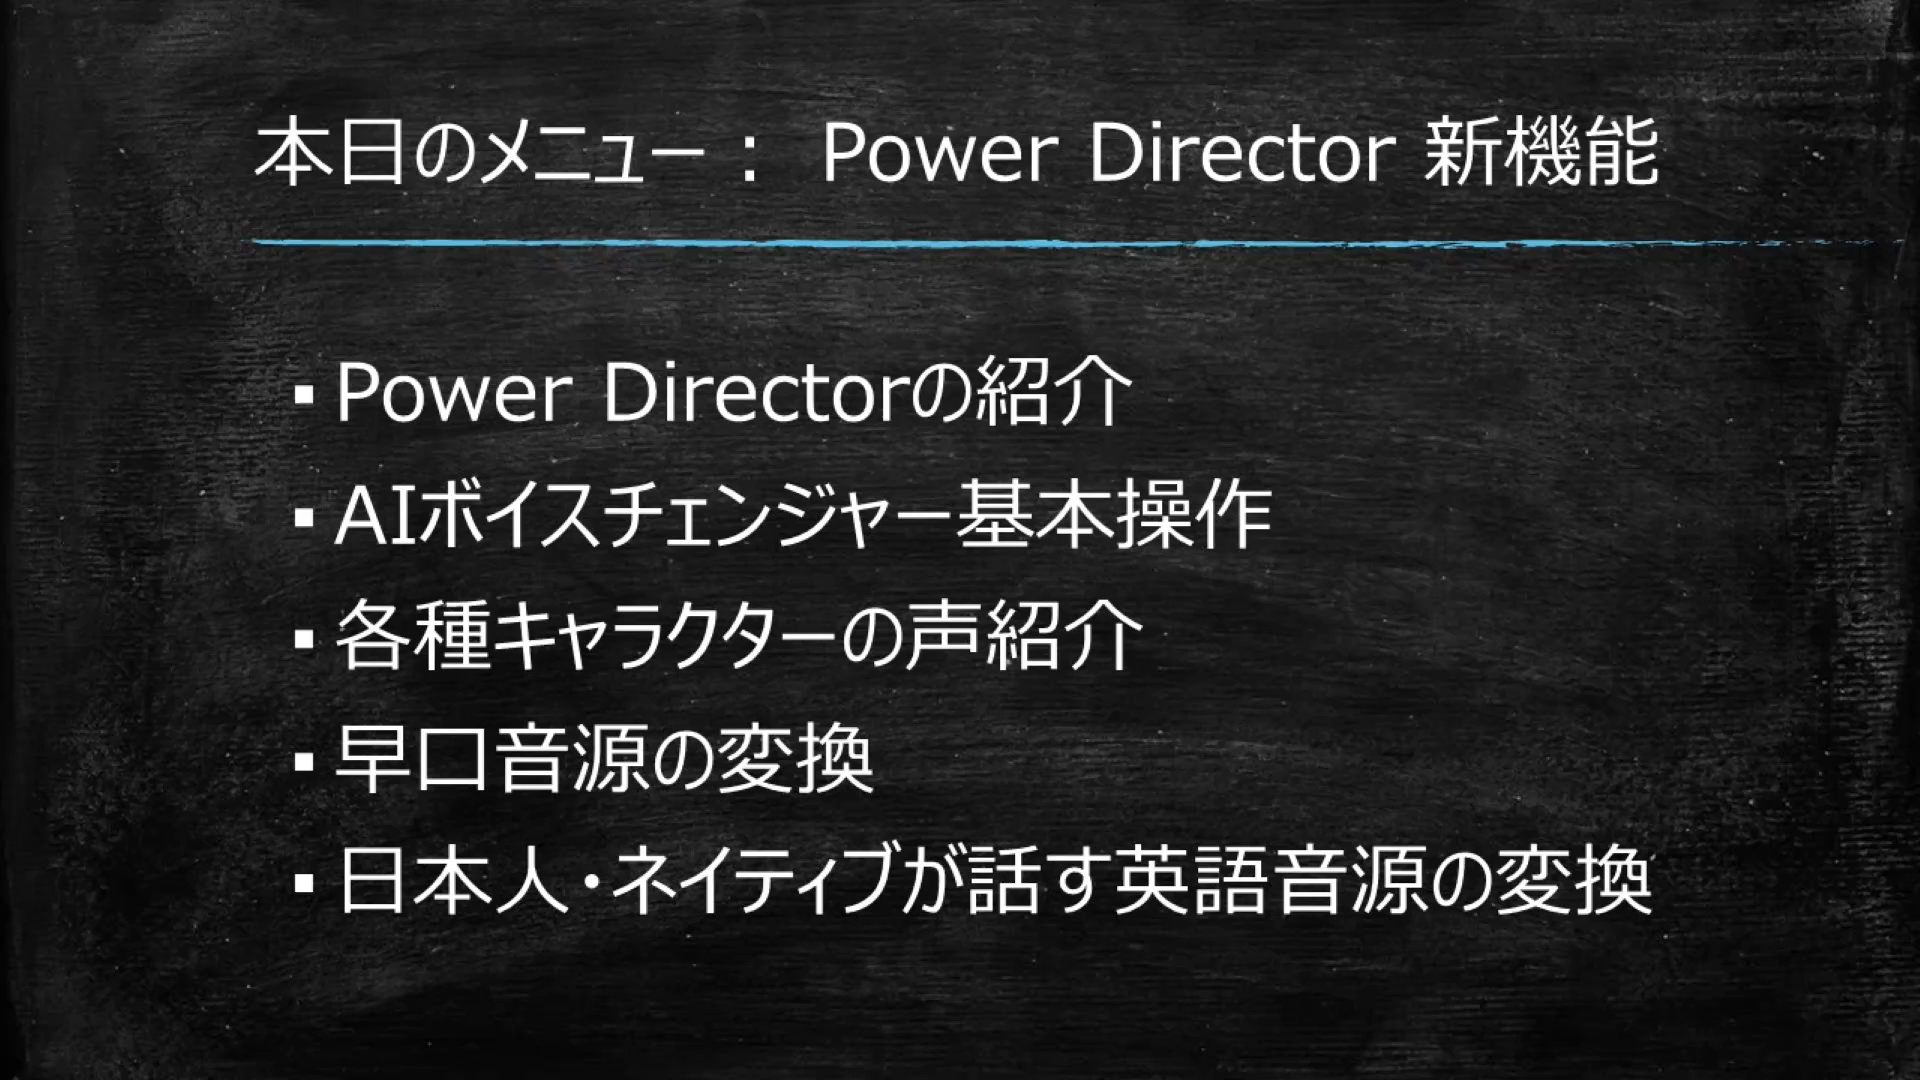 本日のメニュー： Power Director 新機能
▪ Power Directorの紹介
▪ AIボイスチェンジャー基本操作
▪ 各種キャラクターの声紹介
▪ 早口音源の変換
▪ 日本人・ネイティブが話す英語音源の変換